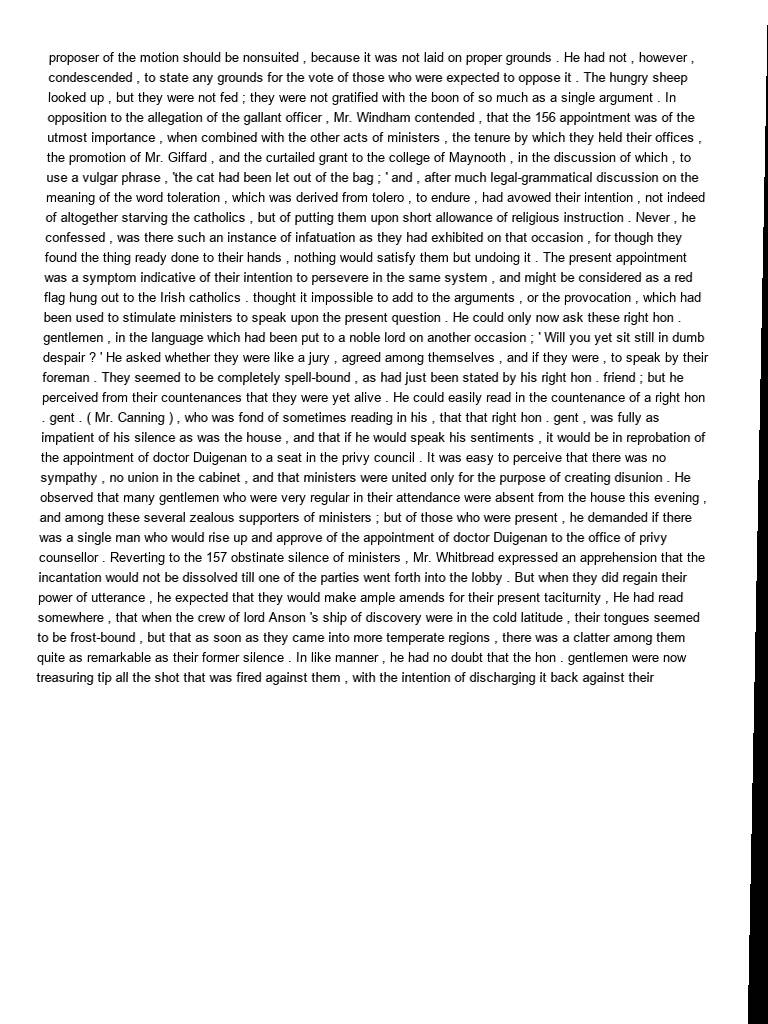 proposer of the motion should be nonsuited , because it was not laid on proper grounds . He had not , however ,
condescended , to state any grounds for the vote of those who were expected to oppose it . The hungry sheep
looked up , but they were not fed ; they were not gratified with the boon of so much as a single argument . In
opposition to the allegation of the gallant officer , Mr. Windham contended , that the 156 appointment was of the
utmost importance , when combined with the other acts of ministers , the tenure by which they held their offices ,
the promotion of Mr. Giffard , and the curtailed grant to the college of Maynooth , in the discussion of which , to
use a vulgar phrase , 'the cat had been let out of the bag ; ' and , after much legal-grammatical discussion on the
meaning of the word toleration , which was derived from tolero , to endure , had avowed their intention , not indeed
of altogether starving the catholics , but of putting them upon short allowance of religious instruction . Never , he
confessed , was there such an instance of infatuation as they had exhibited on that occasion , for though they
found the thing ready done to their hands , nothing would satisfy them but undoing it . The present appointment
was a symptom indicative of their intention to persevere in the same system , and might be considered as a red
flag hung out to the Irish catholics . thought it impossible to add to the arguments , or the provocation , which had
been used to stimulate ministers to speak upon the present question . He could only now ask these right hon .
gentlemen , in the language which had been put to a noble lord on another occasion ; ' Will you yet sit still in dumb
despair ? ' He asked whether they were like a jury , agreed among themselves , and if they were , to speak by their
foreman . They seemed to be completely spell-bound , as had just been stated by his right hon . friend ; but he
perceived from their countenances that they were yet alive . He could easily read in the countenance of a right hon
. gent . ( Mr. Canning ) , who was fond of sometimes reading in his , that that right hon . gent , was fully as
impatient of his silence as was the house , and that if he would speak his sentiments , it would be in reprobation of
the appointment of doctor Duigenan to a seat in the privy council . It was easy to perceive that there was no
sympathy , no union in the cabinet , and that ministers were united only for the purpose of creating disunion . He
observed that many gentlemen who were very regular in their attendance were absent from the house this evening ,
and among these several zealous supporters of ministers ; but of those who were present , he demanded if there
was a single man who would rise up and approve of the appointment of doctor Duigenan to the office of privy
counsellor . Reverting to the 157 obstinate silence of ministers , Mr. Whitbread expressed an apprehension that the
incantation would not be dissolved till one of the parties went forth into the lobby . But when they did regain their
power of utterance , he expected that they would make ample amends for their present taciturnity , He had read
somewhere , that when the crew of lord Anson 's ship of discovery were in the cold latitude , their tongues seemed
to be frost-bound , but that as soon as they came into more temperate regions , there was a clatter among them
quite as remarkable as their former silence . In like manner , he had no doubt that the hon . gentlemen were now
treasuring tip all the shot that was fired against them , with the intention of discharging it back against their